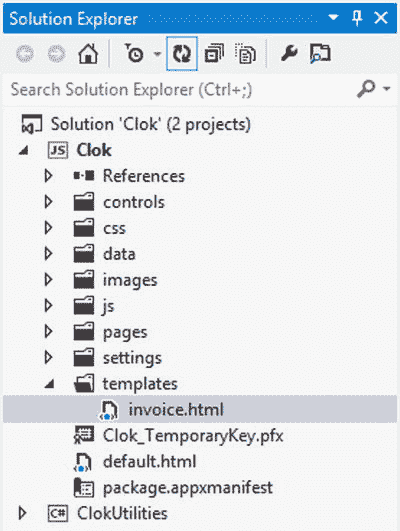 Solution Explorer
Search Solution Explorer (Ctrl+;)
Solution 'Clok' (2 projects)
JS Clok
References
controls
css
data
images
js
pages
settings
templates
invoice.html
Clok_TemporaryKey.pfx
default.html
package.appxmanifest
C# ClokUtilities